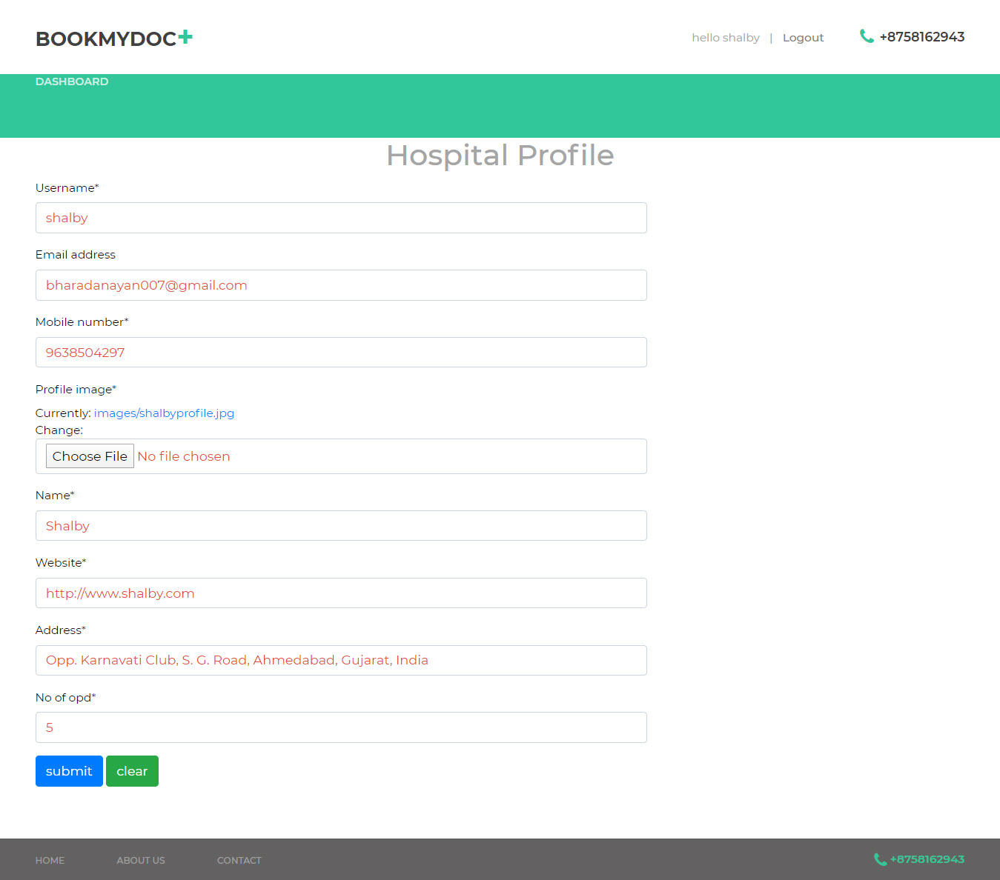 BOOKMYDOC+
hello shalby | Logout +8758162943
DASHBOARD
Hospital Profile
Username*
shalby
Email address
bharadanayan007@gmail.com
Mobile number*
9638504297
Profile image*
Currently: images/shalbyprofile.jpg
Change:
Choose File No file chosen
Name*
Shalby
Website*
http://www.shalby.com
Address*
Opp. Karnavati Club, S. G. Road, Ahmedabad, Gujarat, India
No of opd*
5
submit clear
HOME ABOUT US CONTACT +8758162943